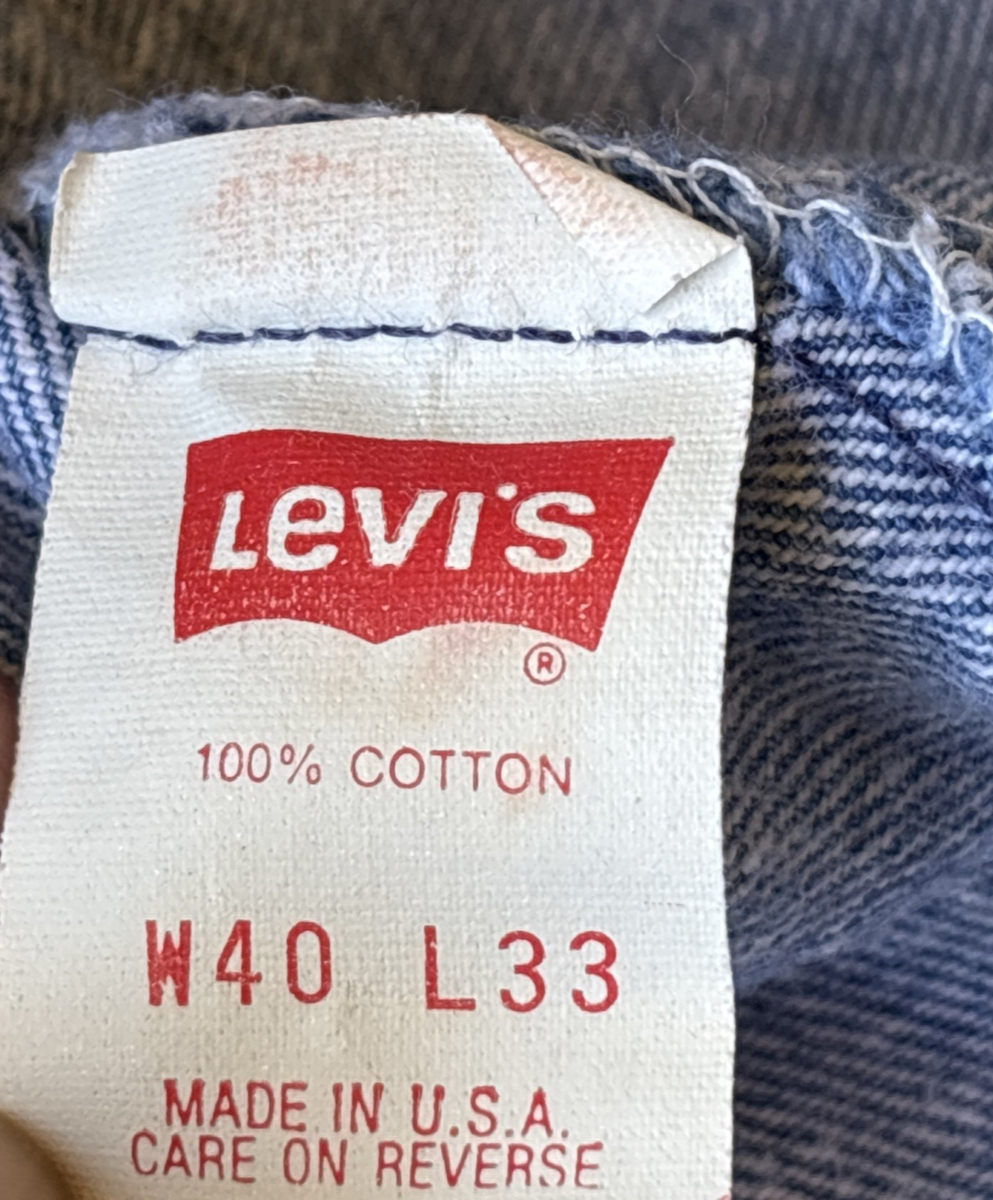 LEVI'S
®
100% COTTON
W40 L33
MADE IN U.S.A.
CARE ON REVERSE